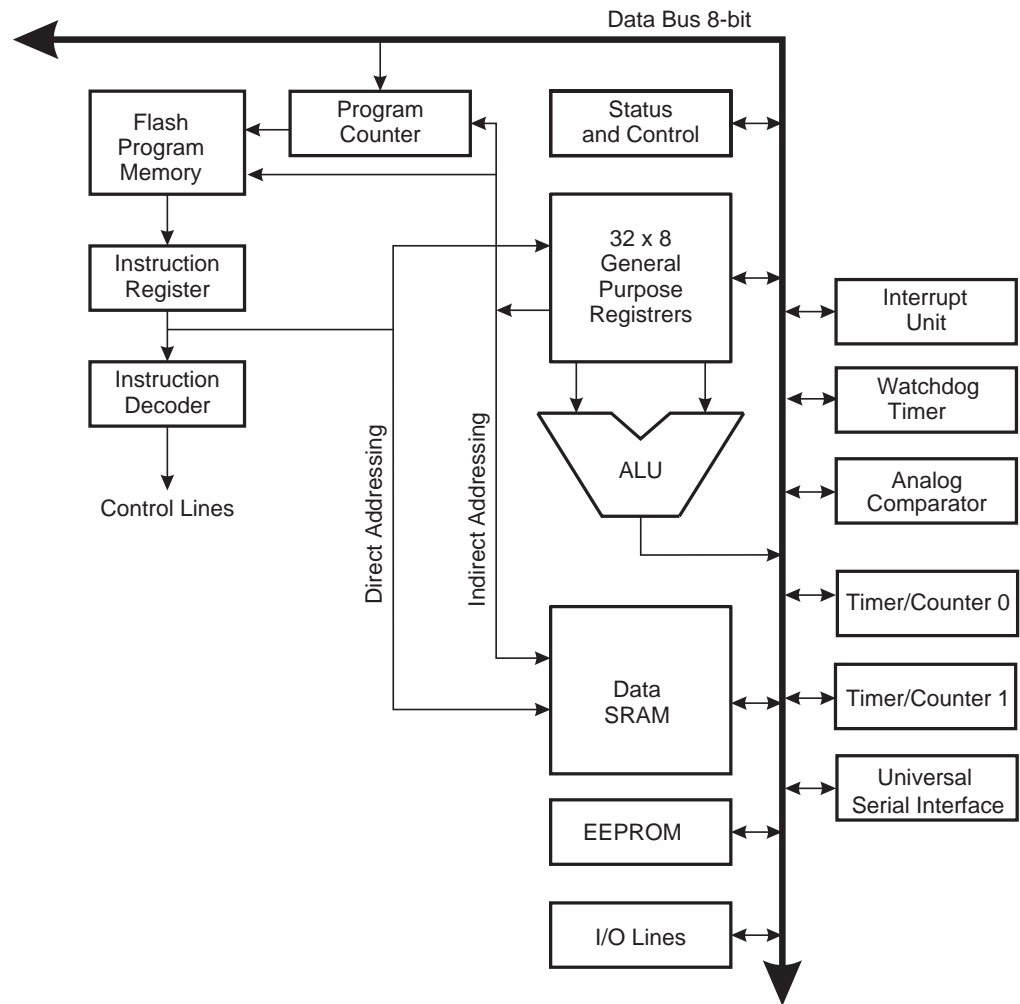 Data Bus 8-bit
Flash
Program
Memory
Program
Counter
Status
and Control
32 x 8
General
Purpose
Registrers
Instruction
Register
Instruction
Decoder
Control Lines
Direct Addressing
Indirect Addressing
ALU
Interrupt
Unit
Watchdog
Timer
Analog
Comparator
Timer/Counter 0
Data
SRAM
Timer/Counter 1
Universal
Serial Interface
EEPROM
I/O Lines